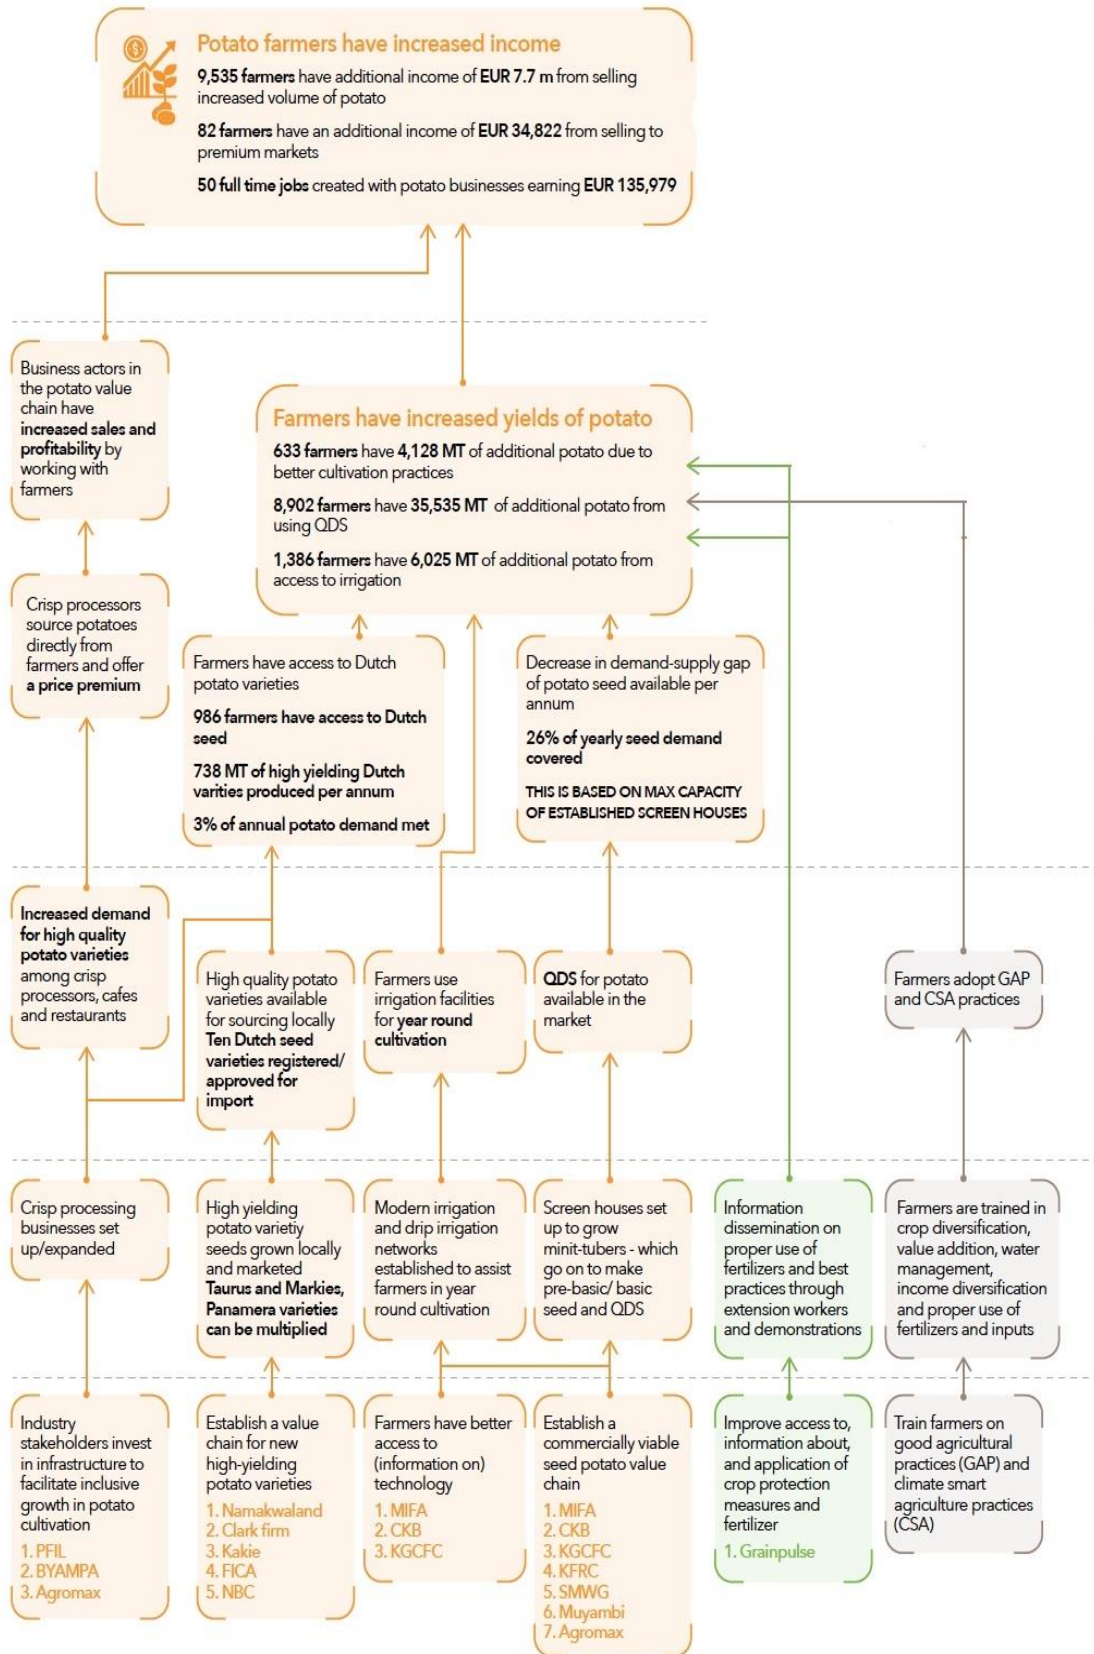 Potato farmers have increased income
9,535 farmers have additional income of EUR 7.7 m from selling
increased volume of potato
82 farmers have an additional income of EUR 34,822 from selling to
premium markets
50 full time jobs created with potato businesses earning EUR 135,979
Business actors in
the potato value
chain have
increased sales and
profitability by
working with
farmers
Farmers have increased yields of potato
633 farmers have 4,128 MT of additional potato due to
better cultivation practices
8,902 farmers have 35,535 MT of additional potato from
using QDS
1,386 farmers have 6,025 MT of additional potato from
access to irrigation
Crisp processors
source potatoes
directly from
farmers and offer
a price premium
Farmers have access to Dutch
potato varieties
986 farmers have access to Dutch
seed
738 MT of high yielding Dutch
varities produced per annum
3% of annual potato demand met
Decrease in demand-supply gap
of potato seed available per
annum
26% of yearly seed demand
covered
THIS IS BASED ON MAX CAPACITY
OF ESTABLISHED SCREEN HOUSES
Increased demand
for high quality
potato varieties
among crisp
processors, cafes
and restaurants
High quality potato
varieties available
for sourcing locally
Ten Dutch seed
varieties registered/
approved for
import
Farmers use
irrigation facilities
for year round
cultivation
QDS for potato
available in the
market
Farmers adopt GAP
and CSA practices
Crisp processing
businesses set
up/expanded
High yielding
potato varietiy
seeds grown locally
and marketed
Taurus and Markies,
Panamera varieties
can be multiplied
Modern irrigation
and drip irrigation
networks
established to assist
farmers in year
round cultivation
Screen houses set
up to grow
minit-tubers - which
go on to make
pre-basic/ basic
seed and QDS
Information
dissemination on
proper use of
fertilizers and best
practices through
extension workers
and demonstrations
Farmers are trained in
crop diversification,
value addition, water
management,
income diversification
and proper use of
fertilizers and inputs
Industry
stakeholders invest
in infrastructure to
facilitate inclusive
growth in potato
cultivation
1. PFIL
2. BYAMPA
3. Agromax
Establish a value
chain for new
high-yielding
potato varieties
1. Namakwaland
2. Clark firm
3. Kakie
4. FICA
5. NBC
Farmers have better
access to
(information on)
technology
1. MIFA
2. CKB
3. KGCFC
Establish a
commercially viable
seed potato value
chain
1. MIFA
2. CKB
3. KGCFC
4. KFRC
5. SMWG
6. Muyambi
7. Agromax
Improve access to,
information about,
and application of
crop protection
measures and
fertilizer
1. Grainpulse
Train farmers on
good agricultural
practices (GAP) and
climate smart
agriculture practices
(CSA)